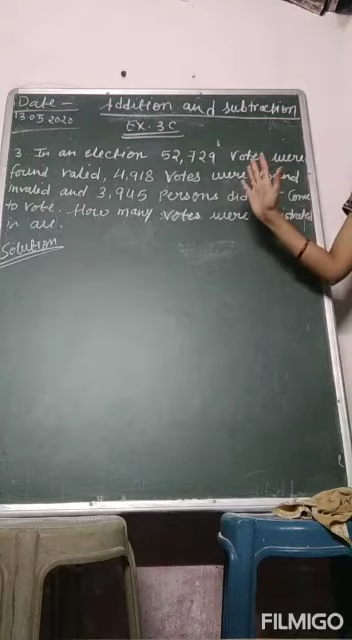 Date -
Addition and subtraction
13.05.2020
EX. 3C
3. In an election 52,729 votes were
found valid, 4,918 votes were
invalid and 3,945 Persons did Come
to vote. How many votes were
in all.
Solution
FILMIGO